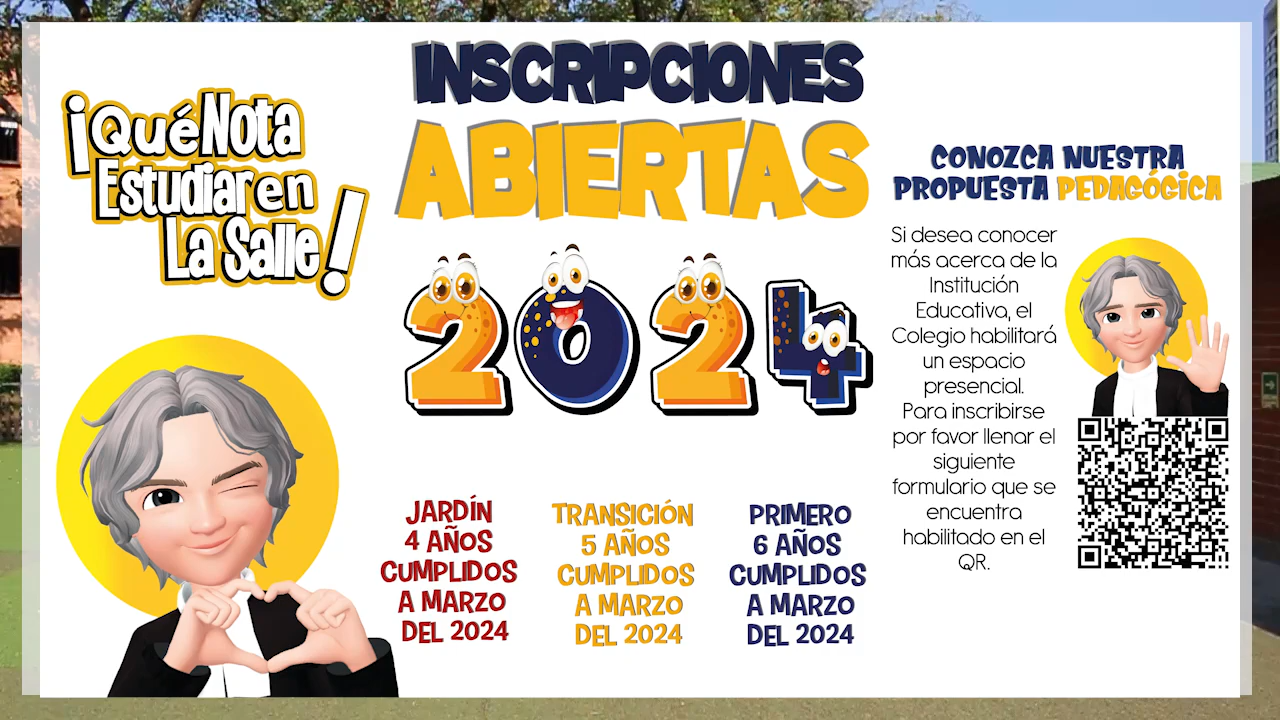 ¡Qué Nota
Estudiar en
La Salle!
INSCRIPCIONES
ABIERTAS
2024
JARDÍN
4 AÑOS
CUMPLIDOS
A MARZO
DEL 2024
TRANSICIÓN
5 AÑOS
CUMPLIDOS
A MARZO
DEL 2024
PRIMERO
6 AÑOS
CUMPLIDOS
A MARZO
DEL 2024
CONOZCA NUESTRA
PROPUESTA PEDAGÓGICA
Si desea conocer
más acerca de la
Institución
Educativa, el
Colegio habilitará
un espacio
presencial.
Para inscribirse
por favor llenar el
siguiente
formulario que se
encuentra
habilitado en el
QR.